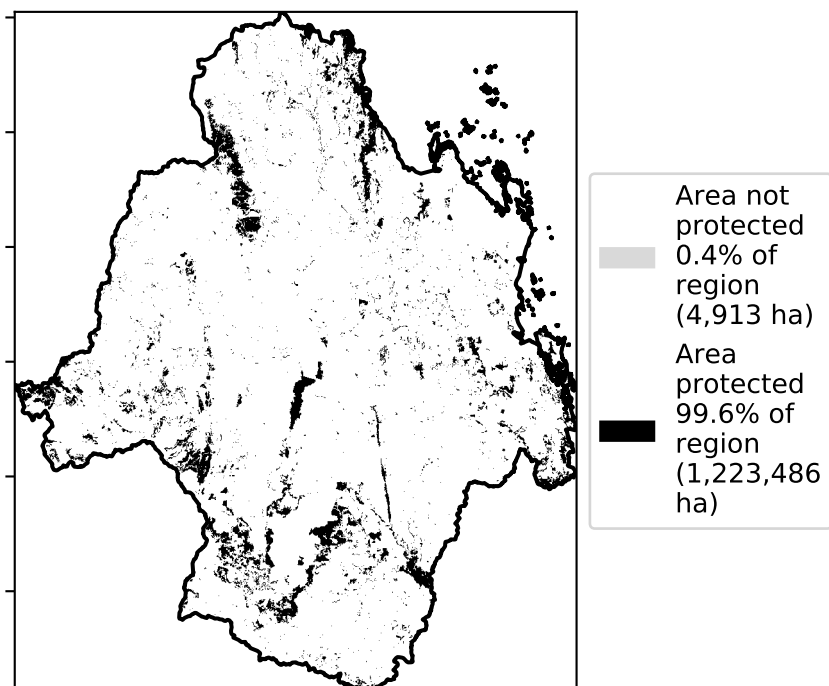 Area not
protected
0.4% of
region
(4,913 ha)
Area
protected
99.6% of
region
(1,223,486
ha)